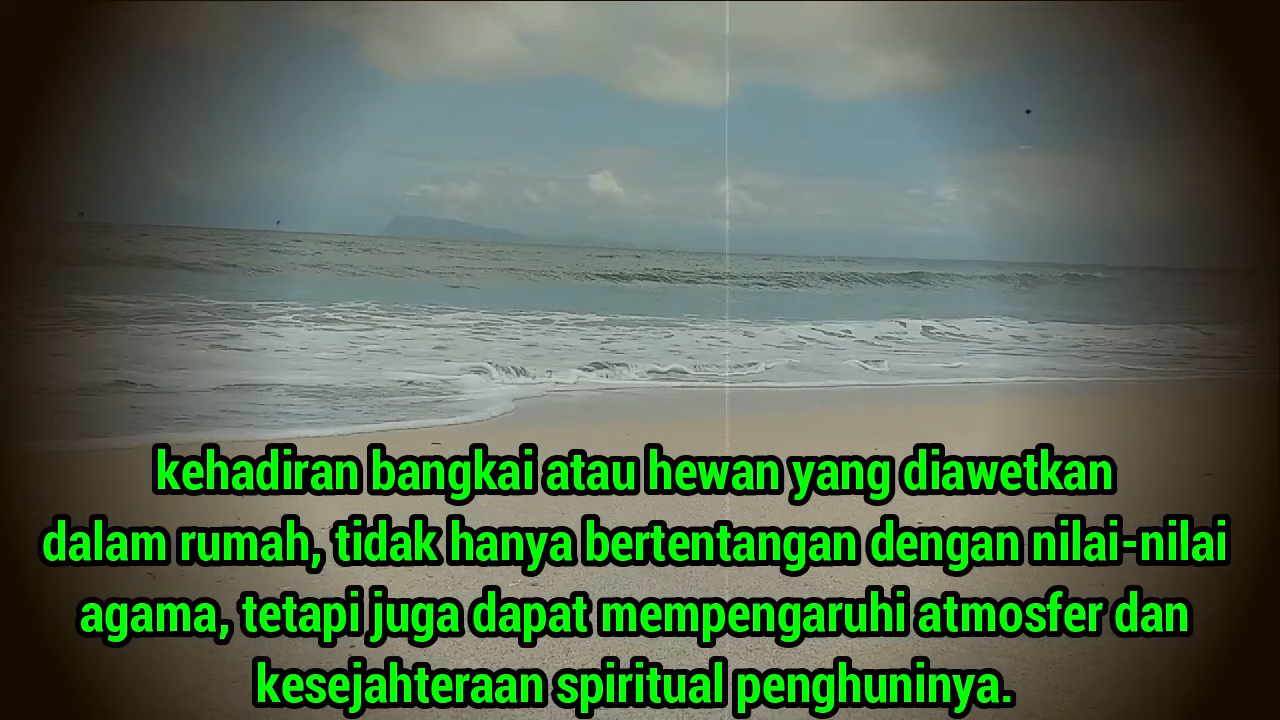 kehadiran bangkai atau hewan yang diawetkan
dalam rumah, tidak hanya bertentangan dengan nilai-nilai
agama, tetapi juga dapat mempengaruhi atmosfer dan
kesejahteraan spiritual penghuninya.